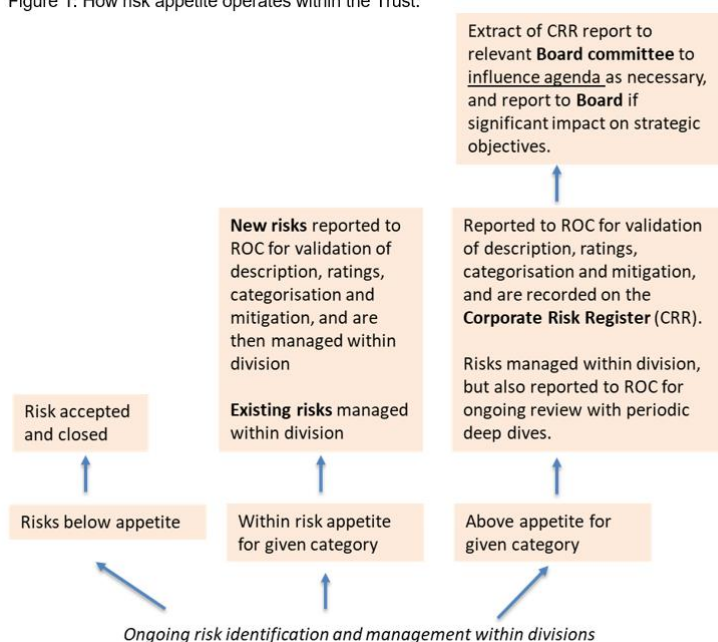 Figure 1: How risk appetite operates within the Trust.
Extract of CRR report to
relevant Board committee to
influence agenda as necessary,
and report to Board if
significant impact on strategic
objectives.
New risks reported to
ROC for validation of
description, ratings,
categorisation and
mitigation, and are
then managed within
division
Existing risks managed
within division
Reported to ROC for validation
of description, ratings,
categorisation and mitigation,
and are recorded on the
Corporate Risk Register (CRR).
Risks managed within division,
but also reported to ROC for
ongoing review with periodic
deep dives.
Risk accepted
and closed
Risks below appetite
Within risk appetite
for given category
Above appetite for
given category
Ongoing risk identification and management within divisions